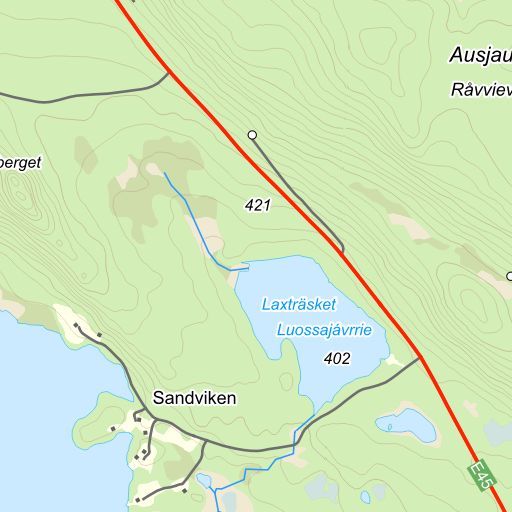 Ausjau
Råvviev
berget
421
Laxträsket
Luossajávrrie
402
Sandviken
E45